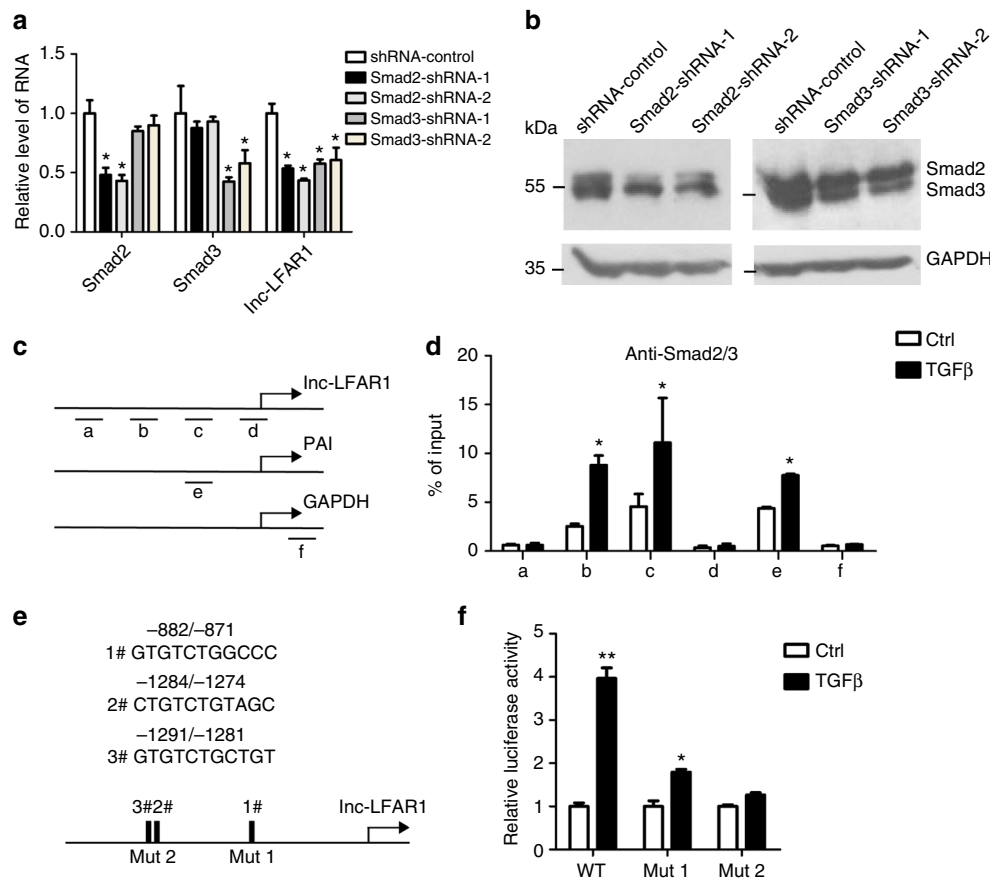 a
Relative level of RNA
1.5
1.0
0.5
0.0
* * * * * * * *
Smad2
Smad3
lnc-LFAR1
shRNA-control
Smad2-shRNA-1
Smad2-shRNA-2
Smad3-shRNA-1
Smad3-shRNA-2
b
kDa
shRNA-control
Smad2-shRNA-1
Smad2-shRNA-2
shRNA-control
Smad3-shRNA-1
Smad3-shRNA-2
55
35
Smad2
Smad3
GAPDH
c
lnc-LFAR1
a b c d
PAI
e
GAPDH
f
d
Anti-Smad2/3
Ctrl
TGFβ
% of input
20
15
10
5
0
* * *
a b c d e f
e
–882/–871
1# GTGTCTGGCCC
–1284/–1274
2# CTGTCTGTAGC
–1291/–1281
3# GTGTCTGCTGT
3#2# 1# lnc-LFAR1
Mut 2 Mut 1
f
Relative luciferase activity
5
4
3
2
1
0
** *
WT Mut 1 Mut 2
Ctrl
TGFβ